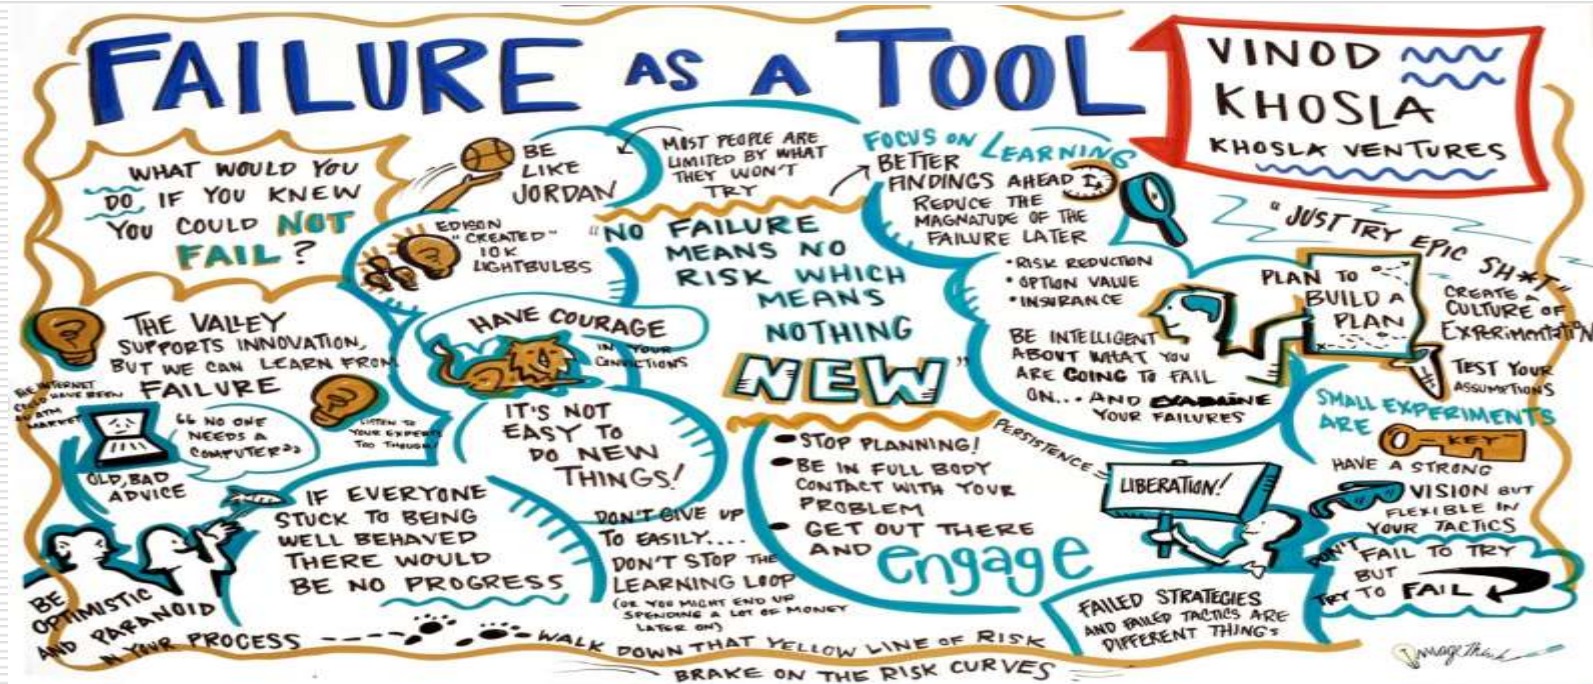 FAILURE AS A TOOL
VINOD
KHOSLA
KHOSLA VENTURES
WHAT WOULD YOU
DO IF YOU KNEW
YOU COULD NOT
FAIL?
BE
LIKE
JORDAN
MOST PEOPLE ARE
LIMITED BY WHAT
THEY WON'T
TRY
FOCUS ON LEARNING
BETTER
FINDINGS AHEAD
REDUCE THE
MAGNATUDE OF THE
FAILURE LATER
EDISON
"CREATED"
10K
LIGHTBULBS
"NO FAILURE
MEANS NO
RISK WHICH
MEANS
NOTHING
NEW"
• RISK REDUCTION
• OPTION VALUE
• INSURANCE
BE INTELLIGENT
ABOUT WHAT YOU
ARE GOING TO FAIL
ON... AND EXAMINE
YOUR FAILURES
"JUST TRY EPIC SH*T"
PLAN TO
BUILD A
PLAN
CREATE A
CULTURE OF
EXPERIMENTATION
TEST YOUR
ASSUMPTIONS
THE VALLEY
SUPPORTS INNOVATION,
BUT WE CAN LEARN FROM
FAILURE
HAVE COURAGE
IN YOUR
CONVICTIONS
THE INTERNET
COULD HAVE BEEN
ATM
MARKET
"NO ONE
NEEDS A
COMPUTER"
OLD, BAD
ADVICE
LISTEN TO
YOUR EXPERTS
TOO THOUGH!
IT'S NOT
EASY TO
DO NEW
THINGS!
• STOP PLANNING!
• BE IN FULL BODY
CONTACT WITH YOUR
PROBLEM
• GET OUT THERE
AND engage
PERSISTENCE =
LIBERATION!
SMALL EXPERIMENTS
ARE KEY
HAVE A STRONG
VISION BUT
FLEXIBLE IN
YOUR TACTICS
IF EVERYONE
STUCK TO BEING
WELL BEHAVED
THERE WOULD
BE NO PROGRESS
DON'T GIVE UP
TO EASILY....
DON'T STOP THE
LEARNING LOOP
(OR YOU MIGHT END UP
SPENDING A LOT OF MONEY
LATER ON)
DON'T FAIL TO TRY
BUT
TRY TO FAIL
FAILED STRATEGIES
AND FAILED TACTICS ARE
DIFFERENT THINGS
BE
OPTIMISTIC
AND PARANOID
IN YOUR PROCESS
WALK DOWN THAT YELLOW LINE OF RISK
BRAKE ON THE RISK CURVES
ImageThink